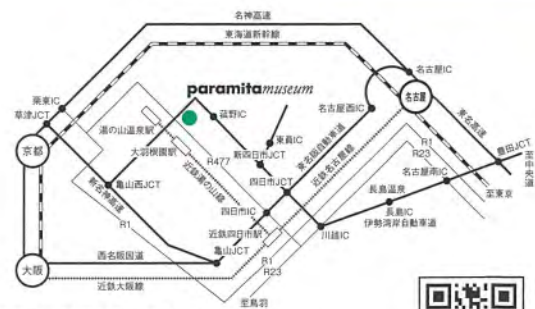 名神高速
東海道新幹線
名古屋IC
栗東IC
草津JCT
paramitamuseum
名古屋
湯の山温泉駅
菰野IC
名古屋西IC
東名高速
京都
大羽根園駅
東員IC
R477
新四日市JCT
東名阪自動車道
近鉄名古屋線
R1
R23
豊田JCT
至中央道
新名神高速
亀山西JCT
近鉄湯の山線
四日市JCT
名古屋南IC
至東京
R1
四日市IC
長島温泉
長島IC
近鉄四日市駅
川越IC
伊勢湾岸自動車道
大阪
西名阪国道
亀山JCT
R1
R23
近鉄大阪線
至鳥羽